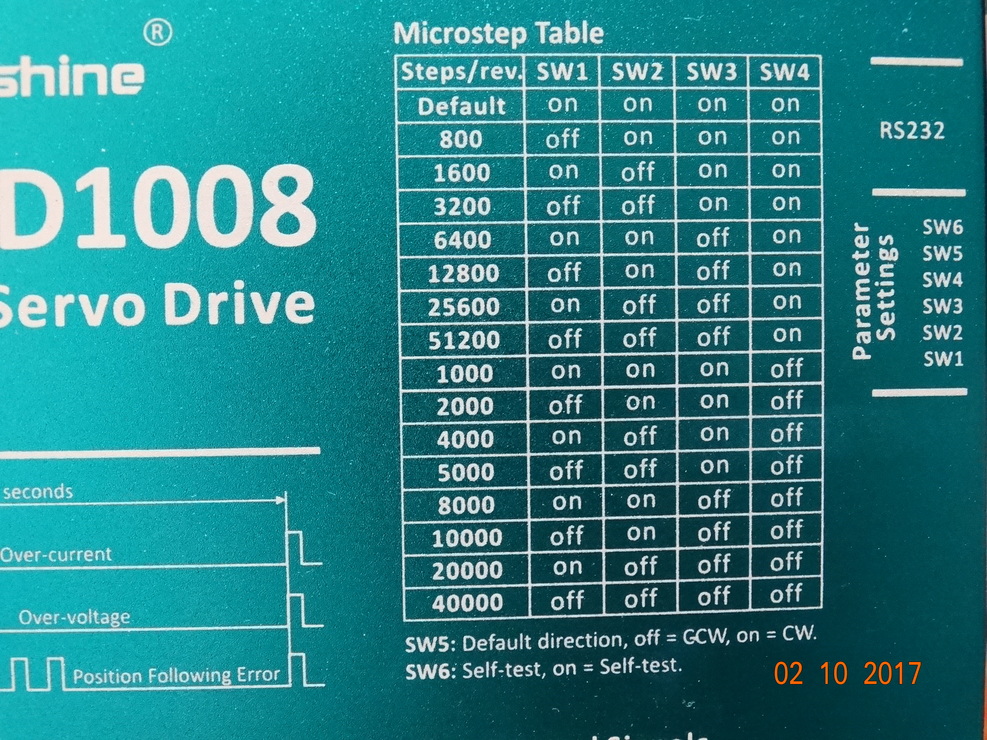 ®
shine
D1008
Servo Drive
seconds
Over-current
Over-voltage
Position Following Error
Microstep Table
Steps/rev. SW1 SW2 SW3 SW4
Default on on on on
800 off on on on
1600 on off on on
3200 off off on on
6400 on on off on
12800 off on off on
25600 on off off on
51200 off off off on
1000 on on on off
2000 off on on off
4000 on off on off
5000 off off on off
8000 on on off off
10000 off on off off
20000 on off off off
40000 off off off off
SW5: Default direction, off = CCW, on = CW.
SW6: Self-test, on = Self-test.
RS232
Parameter
Settings
SW6
SW5
SW4
SW3
SW2
SW1
02 10 2017